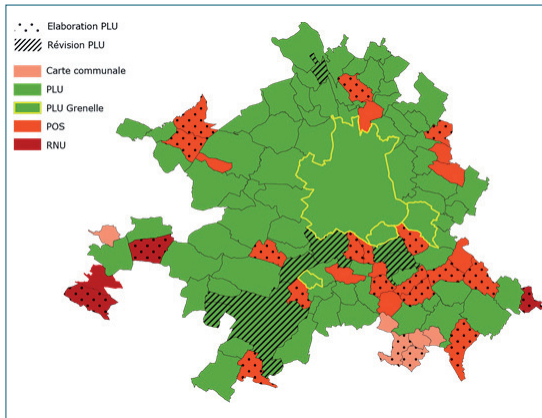 Elaboration PLU
Révision PLU
Carte communale
PLU
PLU Grenelle
POS
RNU